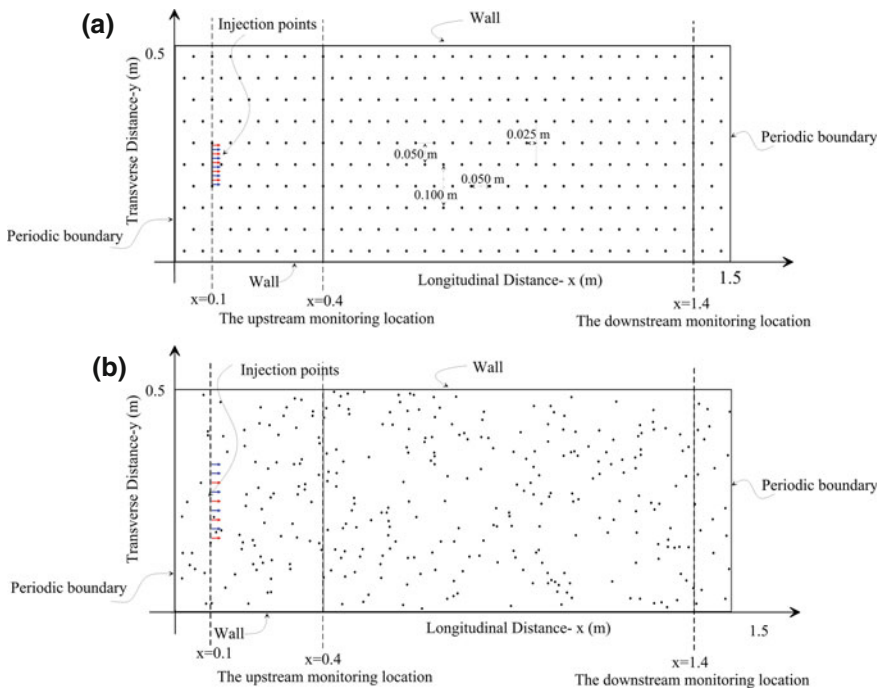 (a)
Injection points
Wall
0.5
Transverse Distance-y (m)
0.025 m
0.050 m
Periodic boundary
0.050 m
0.100 m
Periodic boundary
Wall
Longitudinal Distance- x (m)
1.5
x=0.1
x=0.4
x=1.4
The upstream monitoring location
The downstream monitoring location
(b)
Injection points
Wall
0.5
Transverse Distance-y (m)
Periodic boundary
Periodic boundary
Wall
Longitudinal Distance- x (m)
1.5
x=0.1
x=0.4
x=1.4
The upstream monitoring location
The downstream monitoring location